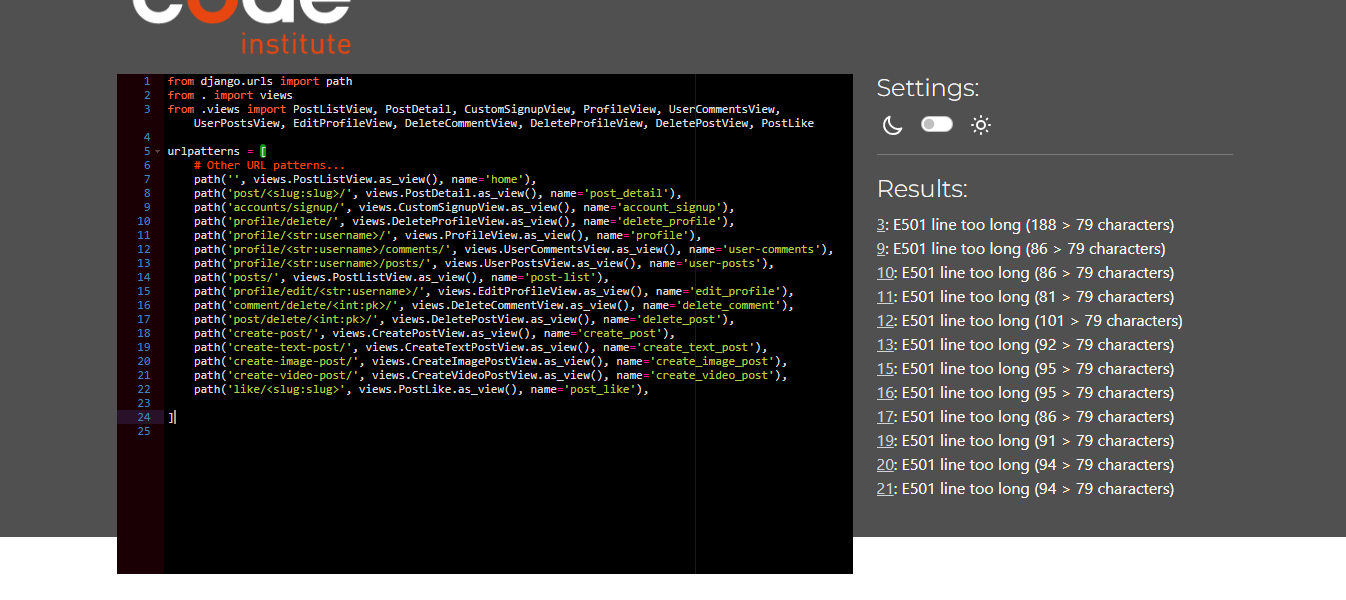 code
institute
1 from django.urls import path
2 from . import views
3 from .views import PostListView, PostDetail, CustomSignupView, ProfileView, UserCommentsView,
UserPostsView, EditProfileView, DeleteCommentView, DeleteProfileView, DeletePostView, PostLike
4
5 urlpatterns = [
6 # Other URL patterns...
7 path('', views.PostListView.as_view(), name='home'),
8 path('post/<slug:slug>/', views.PostDetail.as_view(), name='post_detail'),
9 path('accounts/signup/', views.CustomSignupView.as_view(), name='account_signup'),
10 path('profile/delete/', views.DeleteProfileView.as_view(), name='delete_profile'),
11 path('profile/<str:username>/', views.ProfileView.as_view(), name='profile'),
12 path('profile/<str:username>/comments/', views.UserCommentsView.as_view(), name='user-comments'),
13 path('profile/<str:username>/posts/', views.UserPostsView.as_view(), name='user-posts'),
14 path('posts/', views.PostListView.as_view(), name='post-list'),
15 path('profile/edit/<str:username>/', views.EditProfileView.as_view(), name='edit_profile'),
16 path('comment/delete/<int:pk>/', views.DeleteCommentView.as_view(), name='delete_comment'),
17 path('post/delete/<int:pk>/', views.DeletePostView.as_view(), name='delete_post'),
18 path('create-post/', views.CreatePostView.as_view(), name='create_post'),
19 path('create-text-post/', views.CreateTextPostView.as_view(), name='create_text_post'),
20 path('create-image-post/', views.CreateImagePostView.as_view(), name='create_image_post'),
21 path('create-video-post/', views.CreateVideoPostView.as_view(), name='create_video_post'),
22 path('like/<slug:slug>', views.PostLike.as_view(), name='post_like'),
23
24 ]
25
Settings:
Results:
3: E501 line too long (188 > 79 characters)
9: E501 line too long (86 > 79 characters)
10: E501 line too long (86 > 79 characters)
11: E501 line too long (81 > 79 characters)
12: E501 line too long (101 > 79 characters)
13: E501 line too long (92 > 79 characters)
15: E501 line too long (95 > 79 characters)
16: E501 line too long (95 > 79 characters)
17: E501 line too long (86 > 79 characters)
19: E501 line too long (91 > 79 characters)
20: E501 line too long (94 > 79 characters)
21: E501 line too long (94 > 79 characters)